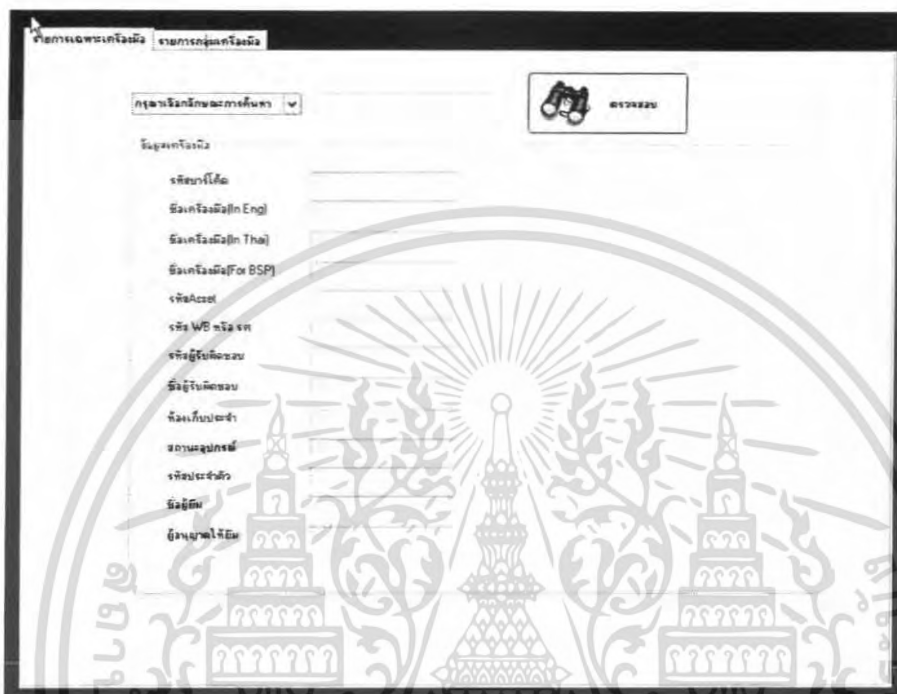 รายการเฉพาะเครื่องมือ รายการกลุ่มเครื่องมือ
กรุณาเลือกลักษณะการค้นหา
ตรวจสอบ
ข้อมูลเครื่องมือ
รหัสบาร์โค้ด
ชื่อเครื่องมือ(In Eng)
ชื่อเครื่องมือ(In Thai)
ชื่อเครื่องมือ(For BSP)
รหัสAsset
รหัส WB หรือ รศ
รหัสผู้รับผิดชอบ
ชื่อผู้รับผิดชอบ
ห้องเก็บประจำ
สถานะอุปกรณ์
รหัสประจำตัว
ชื่อผู้ยืม
ผู้อนุญาตให้ยืม